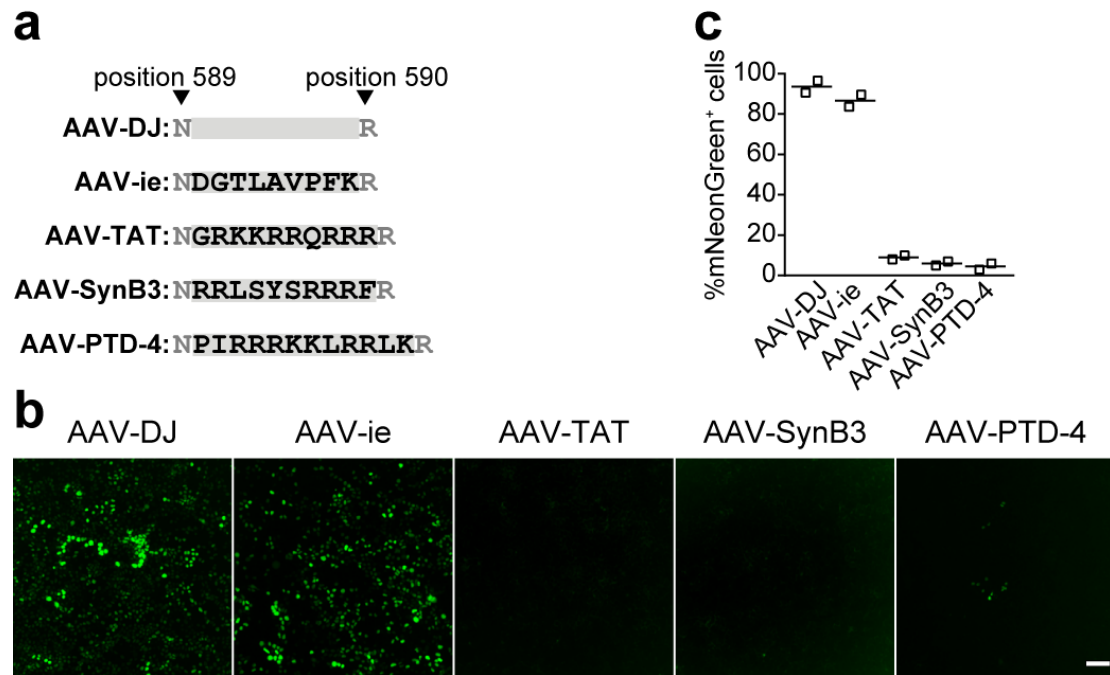 a
position 589 position 590
AAV-DJ: N R
AAV-ie: NDGTLAVPFKR
AAV-TAT: NGRKKRRQRRRR
AAV-SynB3: NRRLSYSRRRFR
AAV-PTD-4: NPIRRRKKLRRLKR
c
%mNeonGreen+ cells
100
80
60
40
20
0
AAV-DJ
AAV-ie
AAV-TAT
AAV-SynB3
AAV-PTD-4
b
AAV-DJ AAV-ie AAV-TAT AAV-SynB3 AAV-PTD-4